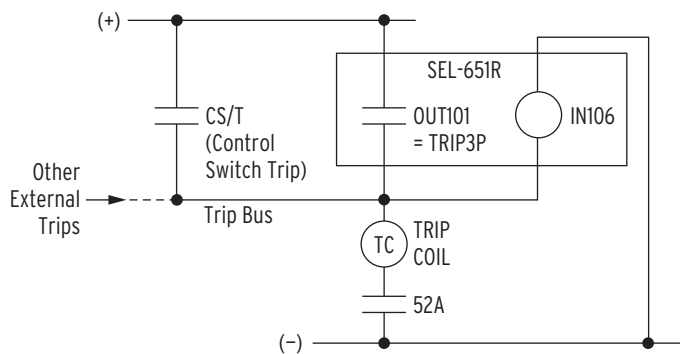 (+)
SEL-651R
CS/T
(Control
Switch Trip)
OUT101
= TRIP3P
IN106
Other
External
Trips
Trip Bus
TC
TRIP
COIL
52A
(–)